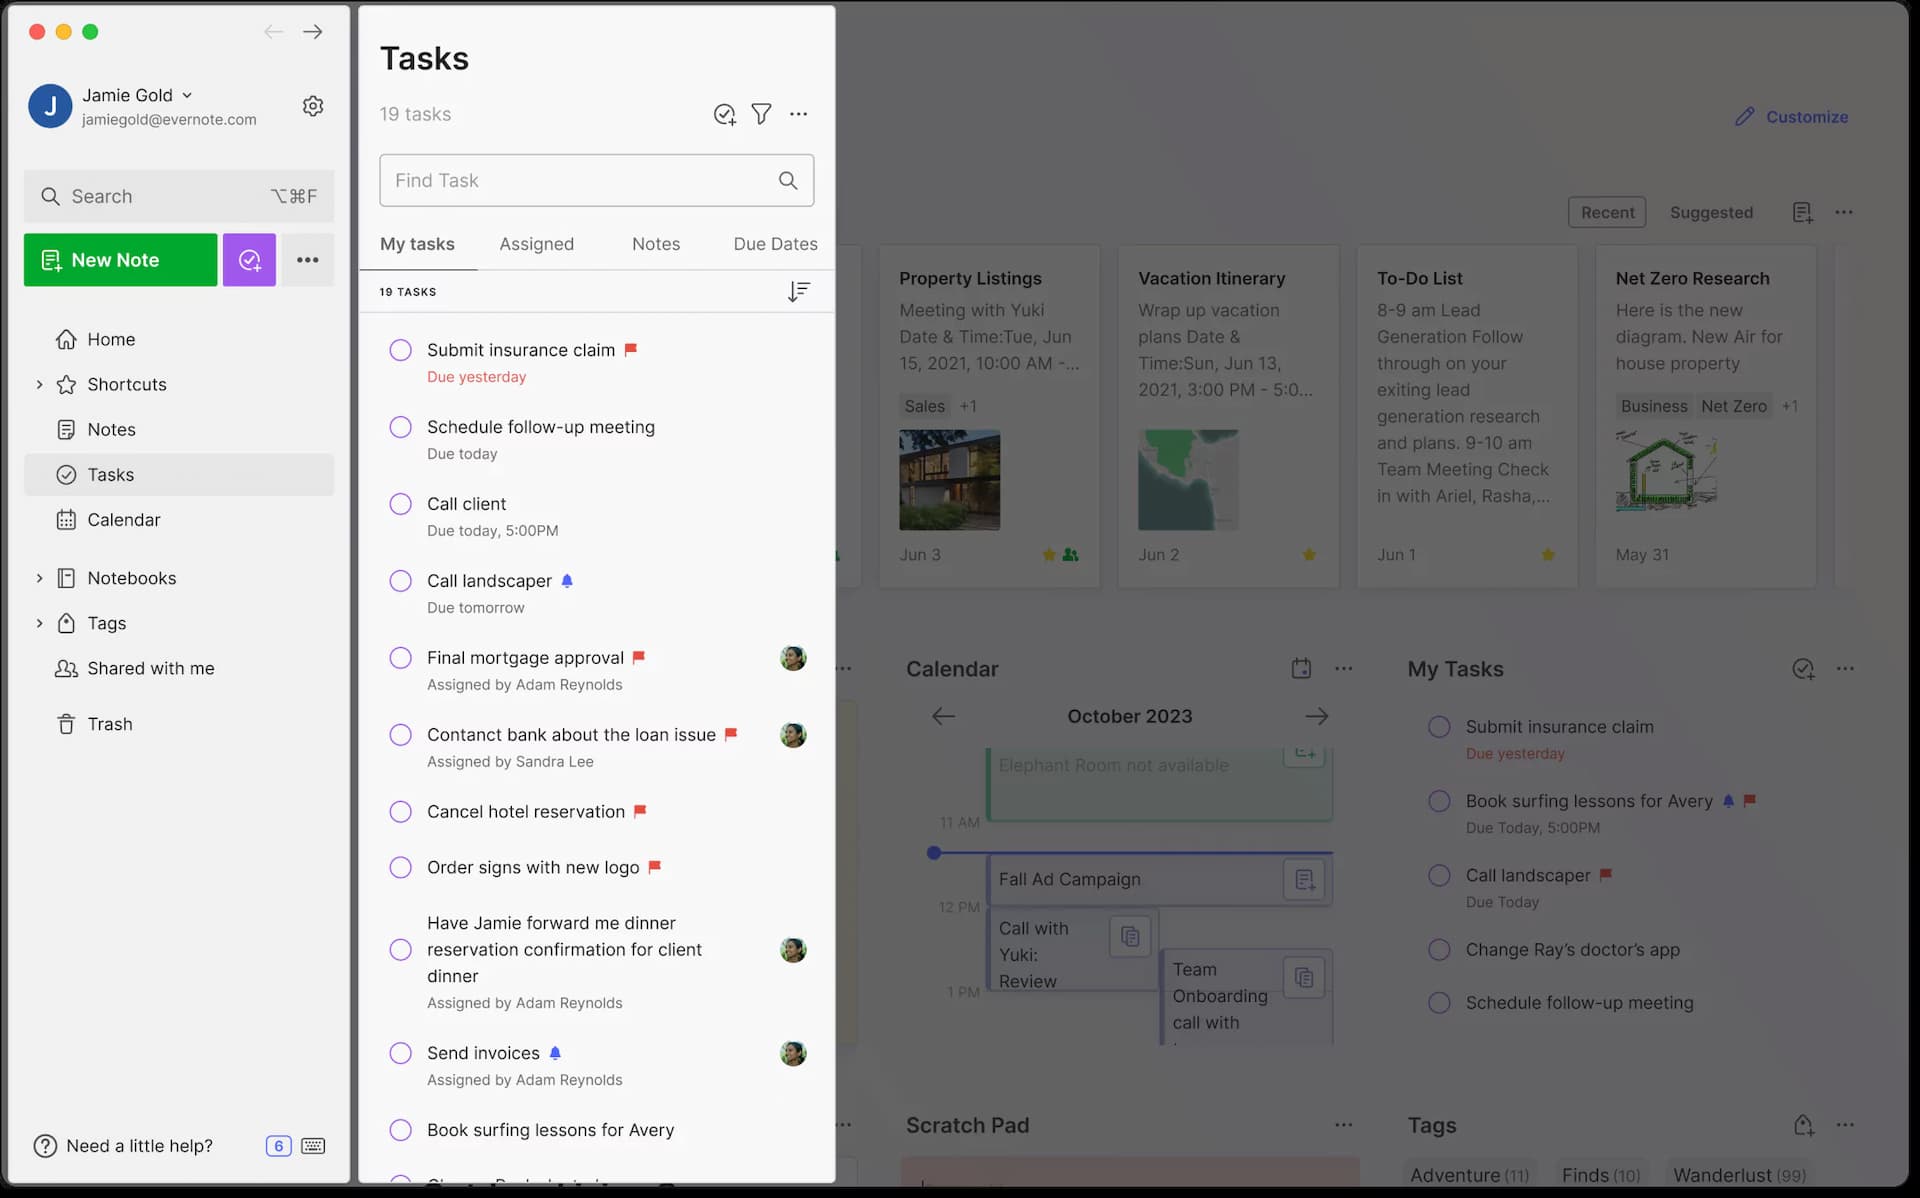 Jamie Gold
jamiegold@evernote.com
Search
⌥⌘F
New Note
Home
Shortcuts
Notes
Tasks
Calendar
Notebooks
Tags
Shared with me
Trash
Need a little help?
6
Tasks
19 tasks
Find Task
My tasks
Assigned
Notes
Due Dates
19 TASKS
Submit insurance claim
Due yesterday
Schedule follow-up meeting
Due today
Call client
Due today, 5:00PM
Call landscaper
Due tomorrow
Final mortgage approval
Assigned by Adam Reynolds
Contanct bank about the loan issue
Assigned by Sandra Lee
Cancel hotel reservation
Order signs with new logo
Have Jamie forward me dinner
reservation confirmation for client
dinner
Assigned by Adam Reynolds
Send invoices
Assigned by Adam Reynolds
Book surfing lessons for Avery
Customize
Recent
Suggested
Property Listings
Meeting with Yuki
Date & Time:Tue, Jun
15, 2021, 10:00 AM -...
Sales +1
Jun 3
Vacation Itinerary
Wrap up vacation
plans Date &
Time:Sun, Jun 13,
2021, 3:00 PM - 5:0...
Jun 2
To-Do List
8-9 am Lead
Generation Follow
through on your
exiting lead
generation research
and plans. 9-10 am
Team Meeting Check
in with Ariel, Rasha,...
Jun 1
Net Zero Research
Here is the new
diagram. New Air for
house property
Business Net Zero +1
May 31
Calendar
October 2023
Elephant Room not available
11 AM
Fall Ad Campaign
12 PM
Call with
Yuki:
Review
1 PM
Team
Onboarding
call with
My Tasks
Submit insurance claim
Due yesterday
Book surfing lessons for Avery
Due Today, 5:00PM
Call landscaper
Due Today
Change Ray’s doctor’s app
Schedule follow-up meeting
Scratch Pad
Tags
Adventure (11)
Finds (10)
Wanderlust (99)
J